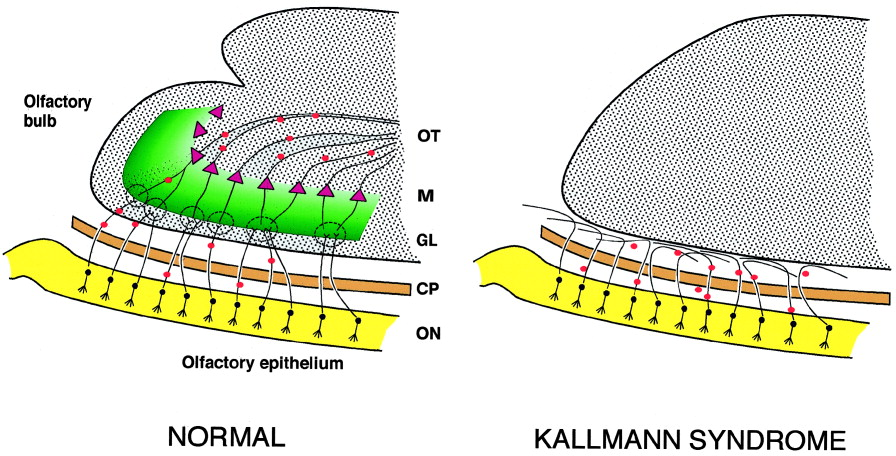 Olfactory
bulb
OT
M
GL
CP
ON
Olfactory epithelium
NORMAL
KALLMANN SYNDROME